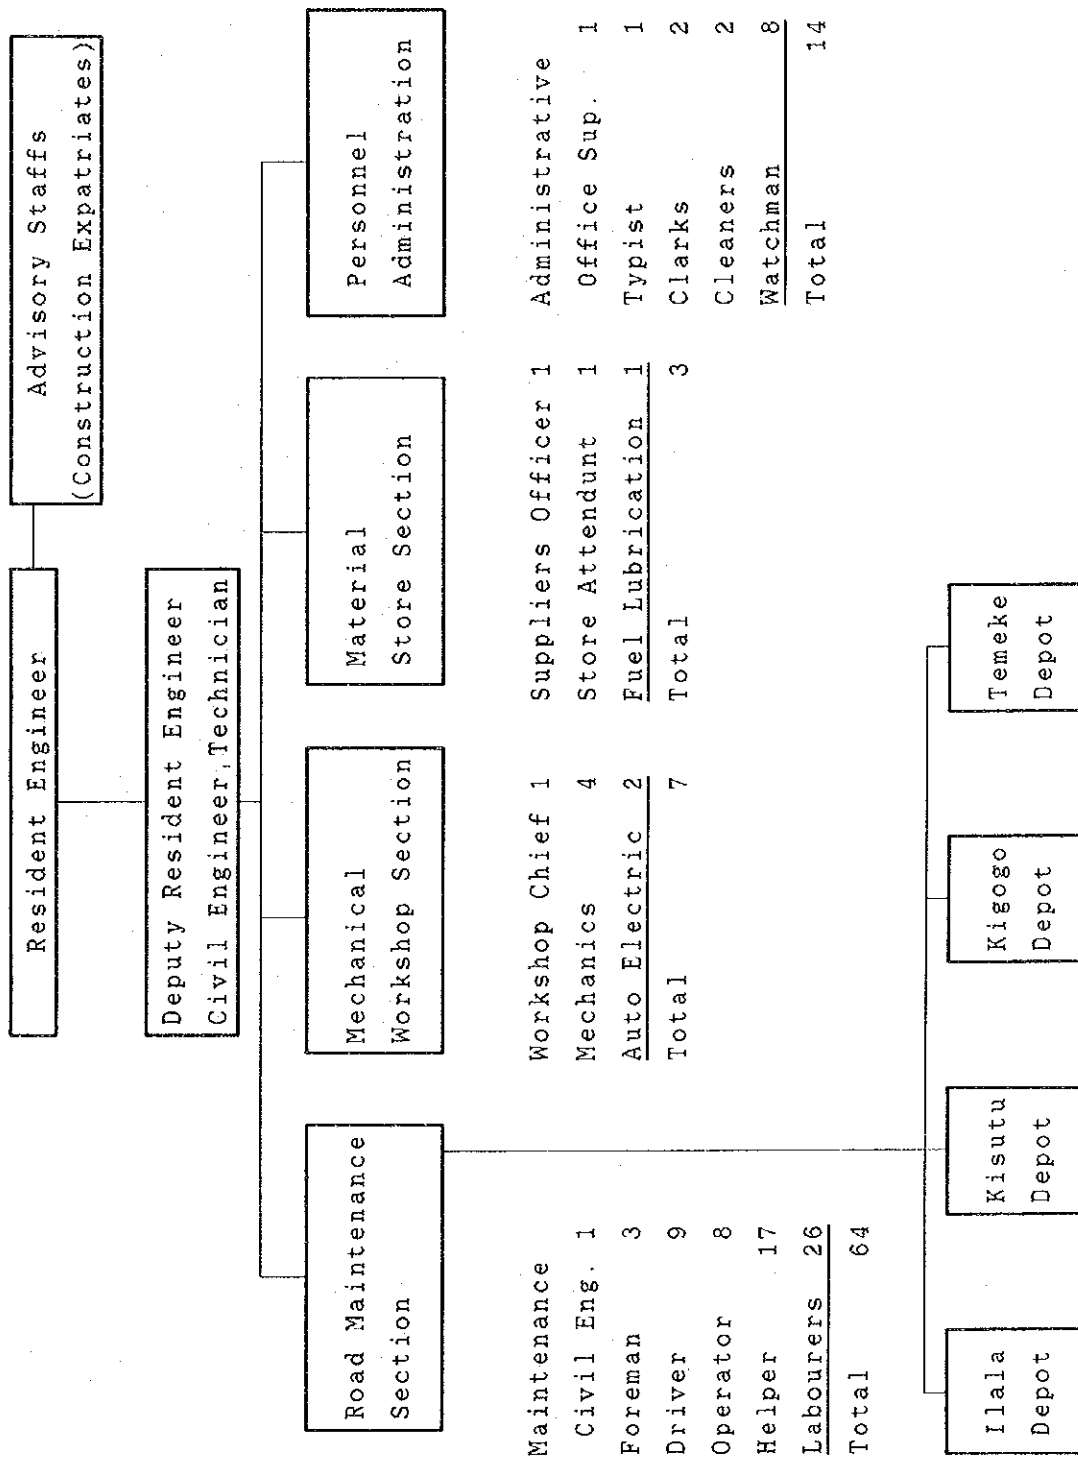 Resident Engineer
Advisory Staffs
(Construction Expatriates)
Deputy Resident Engineer
Civil Engineer, Technician
Road Maintenance
Section
Mechanical
Workshop Section
Material
Store Section
Personnel
Administration
Maintenance
Civil Eng. 1
Foreman 3
Driver 9
Operator 8
Helper 17
Labourers 26
Total 64
Workshop Chief 1
Mechanics 4
Auto Electric 2
Total 7
Suppliers Officer 1
Store Attendunt 1
Fuel Lubrication 1
Total 3
Administrative
Office Sup. 1
Typist 1
Clarks 2
Cleaners 2
Watchman 8
Total 14
Ilala
Depot
Kisutu
Depot
Kigogo
Depot
Temeke
Depot